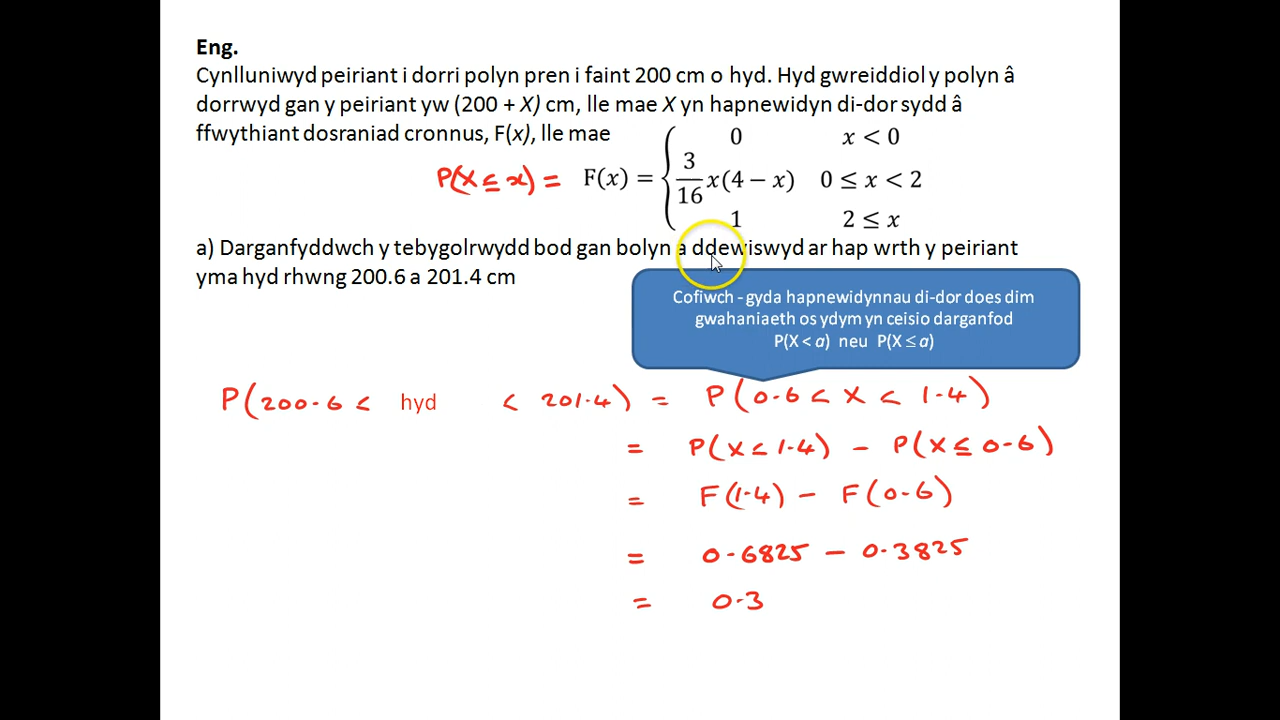 Eng.
Cynlluniwyd peiriant i dorri polyn pren i faint 200 cm o hyd. Hyd gwreiddiol y polyn â
dorrwyd gan y peiriant yw (200 + X) cm, lle mae X yn hapnewidyn di-dor sydd â
ffwythiant dosraniad cronnus, F(x), lle mae
0 x < 0
P(X ≤ x) = F(x) = { 3/16 x(4 − x) 0 ≤ x < 2
1 2 ≤ x
a) Darganfyddwch y tebygolrwydd bod gan bolyn a ddewiswyd ar hap wrth y peiriant
yma hyd rhwng 200.6 a 201.4 cm
Cofiwch - gyda hapnewidynnau di-dor does dim
gwahaniaeth os ydym yn ceisio darganfod
P(X < a) neu P(X ≤ a)
P(200.6 < hyd < 201.4) = P(0.6 < X < 1.4)
= P(X ≤ 1.4) − P(X ≤ 0.6)
= F(1.4) − F(0.6)
= 0.6825 − 0.3825
= 0.3